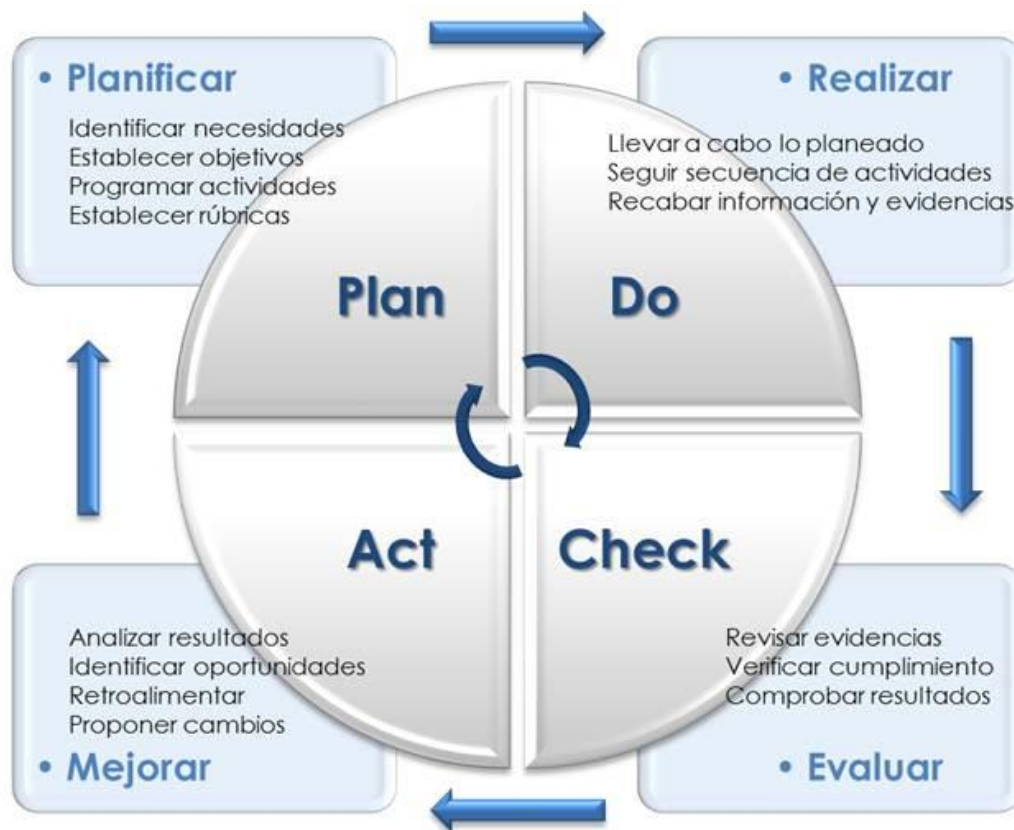 • Planificar
Identificar necesidades
Establecer objetivos
Programar actividades
Establecer rúbricas
• Realizar
Llevar a cabo lo planeado
Seguir secuencia de actividades
Recabar información y evidencias
Plan
Do
Act
Check
Analizar resultados
Identificar oportunidades
Retroalimentar
Proponer cambios
• Mejorar
Revisar evidencias
Verificar cumplimiento
Comprobar resultados
• Evaluar